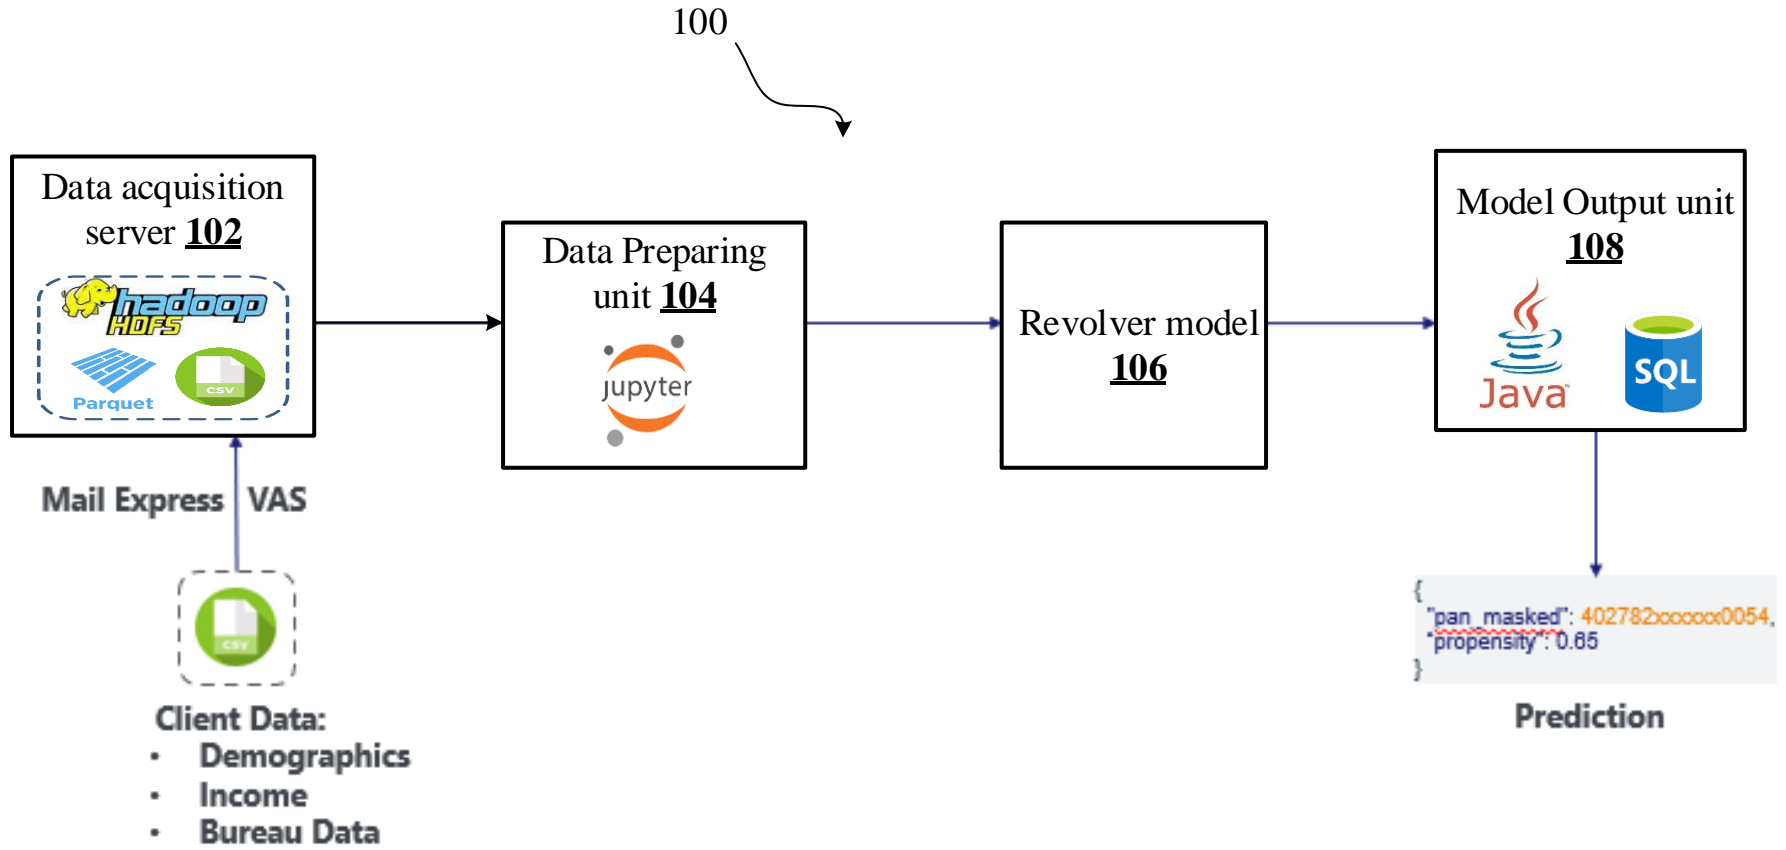 100
Data acquisition
server 102
hadoop
HDFS
Parquet
CSV
Data Preparing
unit 104
jupyter
Revolver model
106
Model Output unit
108
Java™
SQL
Mail Express VAS
CSV
Client Data:
• Demographics
• Income
• Bureau Data
{
"pan_masked": 402782xxxxxx0054,
"propensity": 0.65
}
Prediction